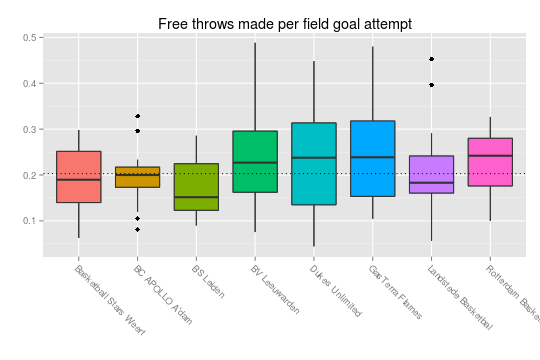 Free throws made per field goal attempt
0.5
0.4
0.3
0.2
0.1
Basketball Stars Weert
BC APOLLO A'dam
BS Leiden
BV Leeuwarden
Dukes Unlimited
GasTerra Flames
Landstede Basketbal
Rotterdam Baske